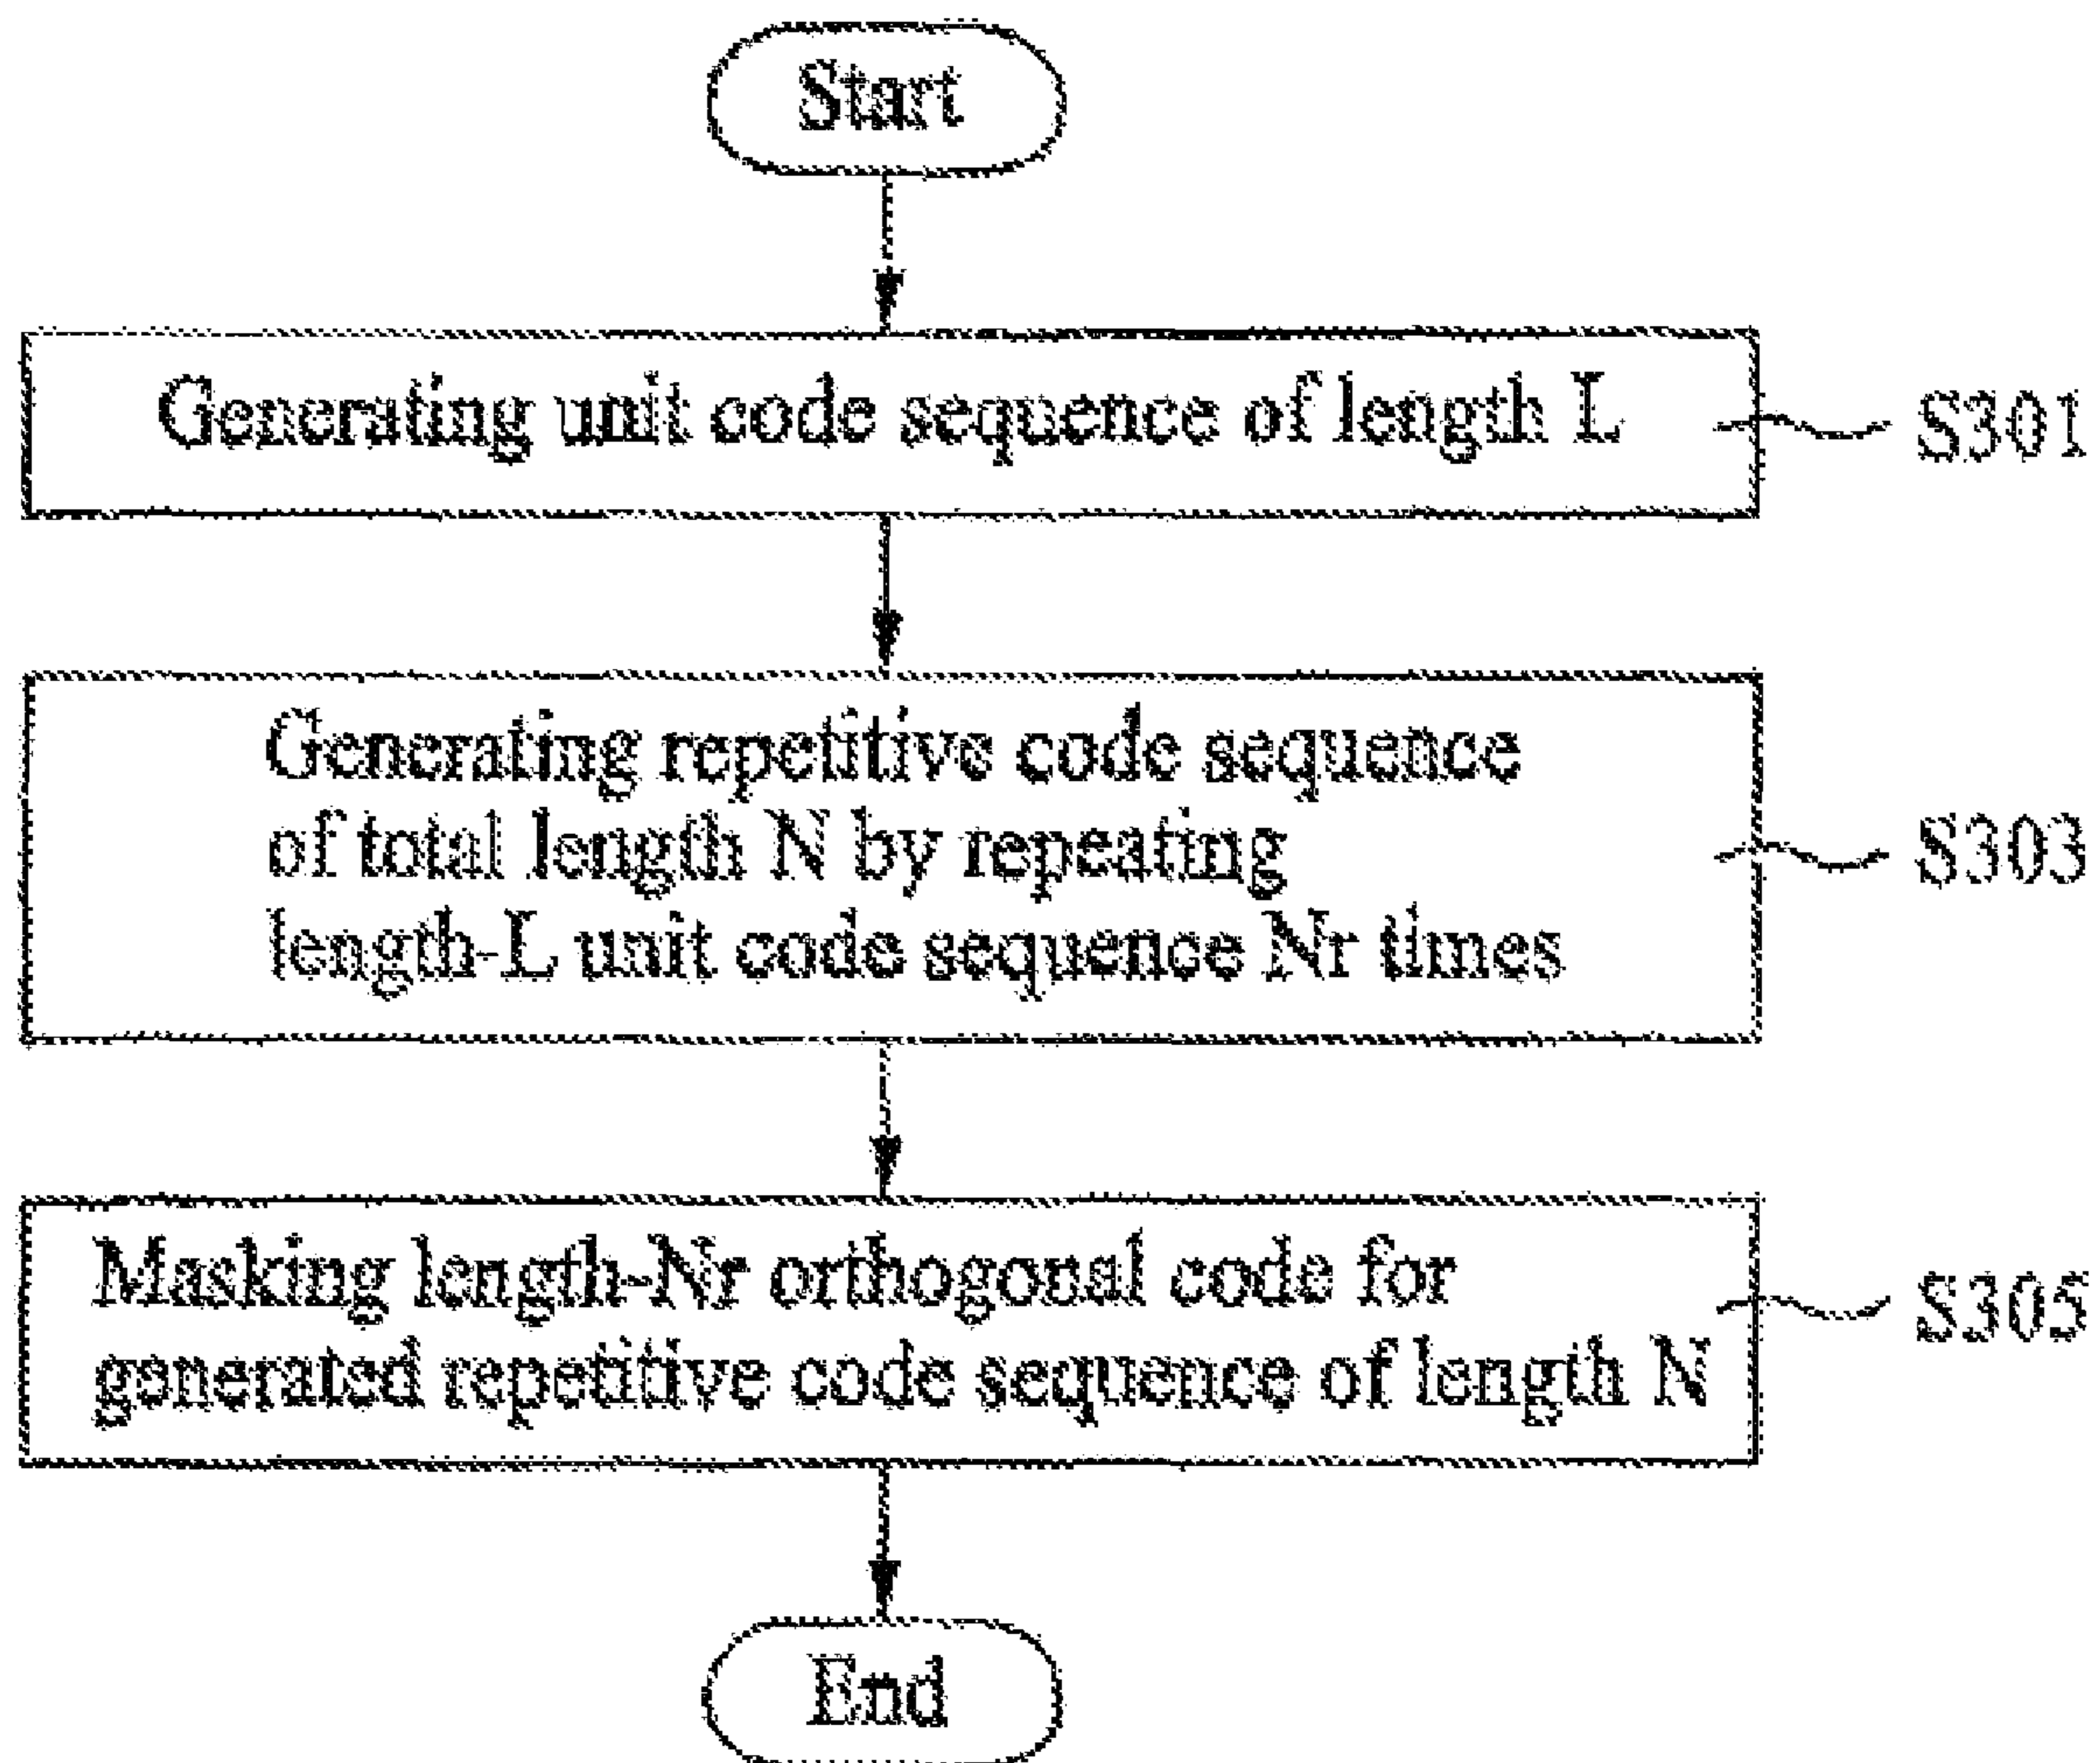 Start
Generating unit code sequence of length L
S301
Generating repetitive code sequence
of total length N by repeating
length-L unit code sequence Nr times
S303
Masking length-Nr orthogonal code for
generated repetitive code sequence of length N
S305
End